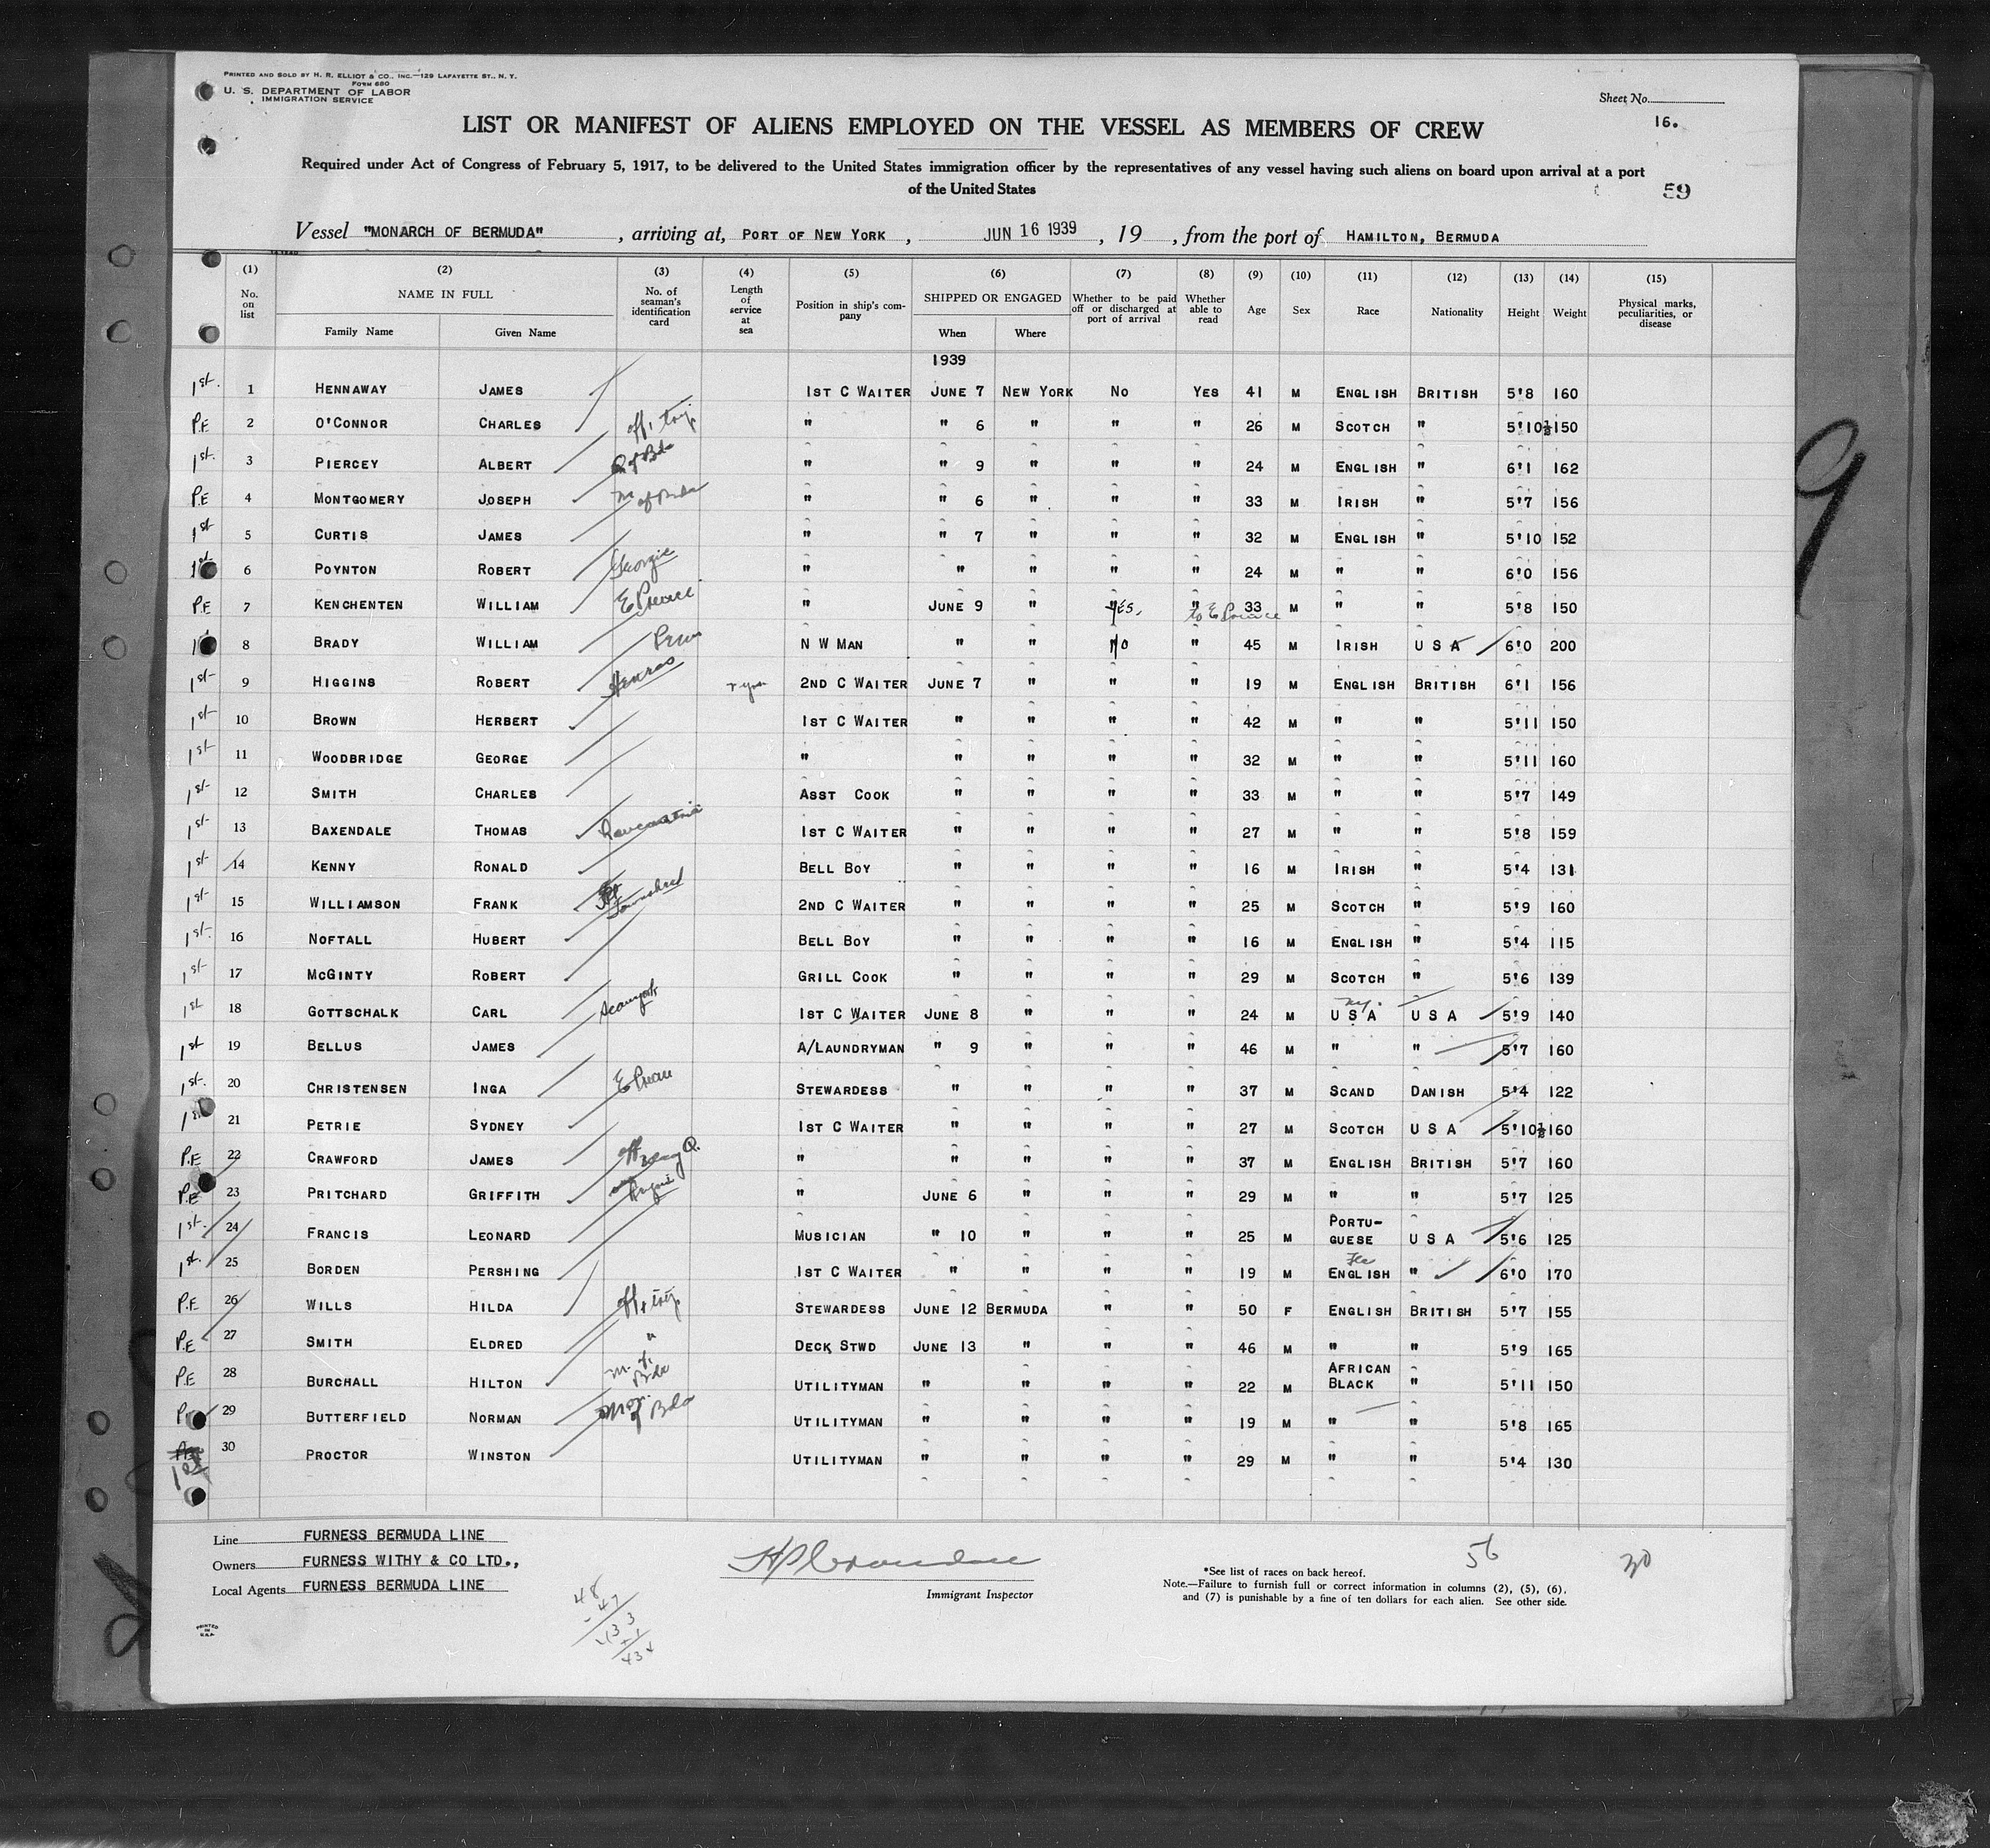 PRINTED AND SOLD BY H. R. ELLIOT & CO., INC.—129 LAFAYETTE ST., N. Y.
FORM 680
U. S. DEPARTMENT OF LABOR
IMMIGRATION SERVICE
Sheet No.
16.
LIST OR MANIFEST OF ALIENS EMPLOYED ON THE VESSEL AS MEMBERS OF CREW
Required under Act of Congress of February 5, 1917, to be delivered to the United States immigration officer by the representatives of any vessel having such aliens on board upon arrival at a port
of the United States
59
Vessel "MONARCH OF BERMUDA", arriving at, PORT OF NEW YORK, JUN 16 1939, 19, from the port of HAMILTON, BERMUDA
(1) (2) (3) (4) (5) (6) (7) (8) (9) (10) (11) (12) (13) (14) (15)
No. on list NAME IN FULL Family Name Given Name No. of seaman's identification card Length of service at sea Position in ship's company SHIPPED OR ENGAGED When Where Whether to be paid off or discharged at port of arrival Whether able to read Age Sex Race Nationality Height Weight Physical marks, peculiarities, or disease
1939
1st. 1 HENNAWAY JAMES 1ST C WAITER JUNE 7 NEW YORK NO YES 41 M ENGLISH BRITISH 5'8 160
P.E 2 O'CONNOR CHARLES " " 6 " " " 26 M SCOTCH " 5'10½ 150
1st. 3 PIERCEY ALBERT Q of Bda " " 9 " " " 24 M ENGLISH " 6'1 162
P.E 4 MONTGOMERY JOSEPH M of Bda " " 6 " " " 33 M IRISH " 5'7 156
1st 5 CURTIS JAMES " " 7 " " " 32 M ENGLISH " 5'10 152
1st 6 POYNTON ROBERT Georgic " " " " " 24 M " " 6'0 156
P.E 7 KENCHENTEN WILLIAM E Prince " JUNE 9 " YES. " to E Prince 33 M " " 5'8 150
8 BRADY WILLIAM N W MAN " " NO " 45 M IRISH U S A 6'0 200
1st 9 HIGGINS ROBERT 2ND C WAITER JUNE 7 " " " 19 M ENGLISH BRITISH 6'1 156
1st 10 BROWN HERBERT 1ST C WAITER " " " " 42 M " " 5'11 150
1st 11 WOODBRIDGE GEORGE " " " " " 32 M " " 5'11 160
1st 12 SMITH CHARLES ASST COOK " " " " 33 M " " 5'7 149
1st 13 BAXENDALE THOMAS 1ST C WAITER " " " " 27 M " " 5'8 159
1st 14 KENNY RONALD BELL BOY " " " " 16 M IRISH " 5'4 131
1st 15 WILLIAMSON FRANK 2ND C WAITER " " " " 25 M SCOTCH " 5'9 160
1st. 16 NOFTALL HUBERT BELL BOY " " " " 16 M ENGLISH " 5'4 115
1st 17 MCGINTY ROBERT GRILL COOK " " " " 29 M SCOTCH " 5'6 139
1st 18 GOTTSCHALK CARL 1ST C WAITER JUNE 8 " " " 24 M U S A U S A 5'9 140
1st 19 BELLUS JAMES A/LAUNDRYMAN " 9 " " " 46 M " " 5'7 160
1st. 20 CHRISTENSEN INGA STEWARDESS " " " " 37 M SCAND DANISH 5'4 122
1st 21 PETRIE SYDNEY 1ST C WAITER " " " " 27 M SCOTCH U S A 5'10½ 160
P.E 22 CRAWFORD JAMES " " " " " 37 M ENGLISH BRITISH 5'7 160
P.E 23 PRITCHARD GRIFFITH " JUNE 6 " " " 29 M " " 5'7 125
1st. 24 FRANCIS LEONARD MUSICIAN " 10 " " " 25 M PORTU-GUESE U S A 5'6 125
1st. 25 BORDEN PERSHING 1ST C WAITER " " " " 19 M ENGLISH " 6'0 170
P.E 26 WILLS HILDA STEWARDESS JUNE 12 BERMUDA " " 50 F ENGLISH BRITISH 5'7 155
P.E 27 SMITH ELDRED " DECK STWD JUNE 13 " " " 46 M " " 5'9 165
P.E 28 BURCHALL HILTON M. of Bda UTILITYMAN " " " " 22 M AFRICAN BLACK " 5'11 150
29 BUTTERFIELD NORMAN Mon. of Bda UTILITYMAN " " " " 19 M " " 5'8 165
1st 30 PROCTOR WINSTON UTILITYMAN " " " " 29 M " " 5'4 130
Line FURNESS BERMUDA LINE
Owners FURNESS WITHY & CO LTD.,
Local Agents FURNESS BERMUDA LINE
Immigrant Inspector
*See list of races on back hereof.
Note.—Failure to furnish full or correct information in columns (2), (5), (6),
and (7) is punishable by a fine of ten dollars for each alien. See other side.
56
30
48
47
PRINTED
IN
U.S.A.
9